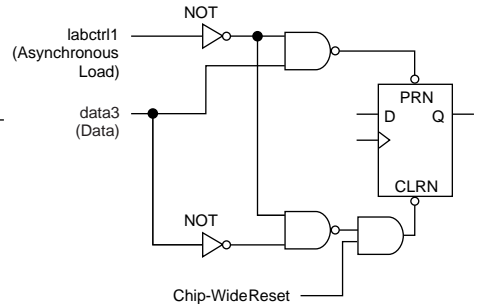 NOT
labctrl1
(Asynchronous
Load)
PRN
data3
(Data)
D
Q
CLRN
NOT
Chip-WideReset